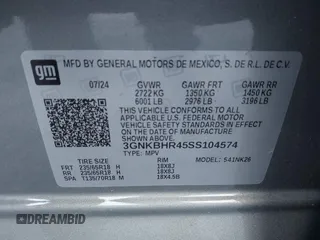 gm
MFD BY GENERAL MOTORS DE MEXICO, S. DE R.L. DE C.V.
07/24 GVWR GAWR FRT GAWR RR
2722 KG 1350 KG 1450 KG
6001 LB 2976 LB 3196 LB
THIS VEHICLE CONFORMS TO ALL APPLICABLE
U.S. FEDERAL MOTOR VEHICLE SAFETY
STANDARDS IN EFFECT ON THE DATE OF
MANUFACTURE SHOWN ABOVE.
3GNKBHR45SS104574
TYPE: MPV MODEL: S41NK26
TIRE SIZE RIM
FRT 235/65R18 H 18X8J
RR 235/65R18 H 18X8J
SPA T135/70R18 M 18X4.5B
DREAMBID